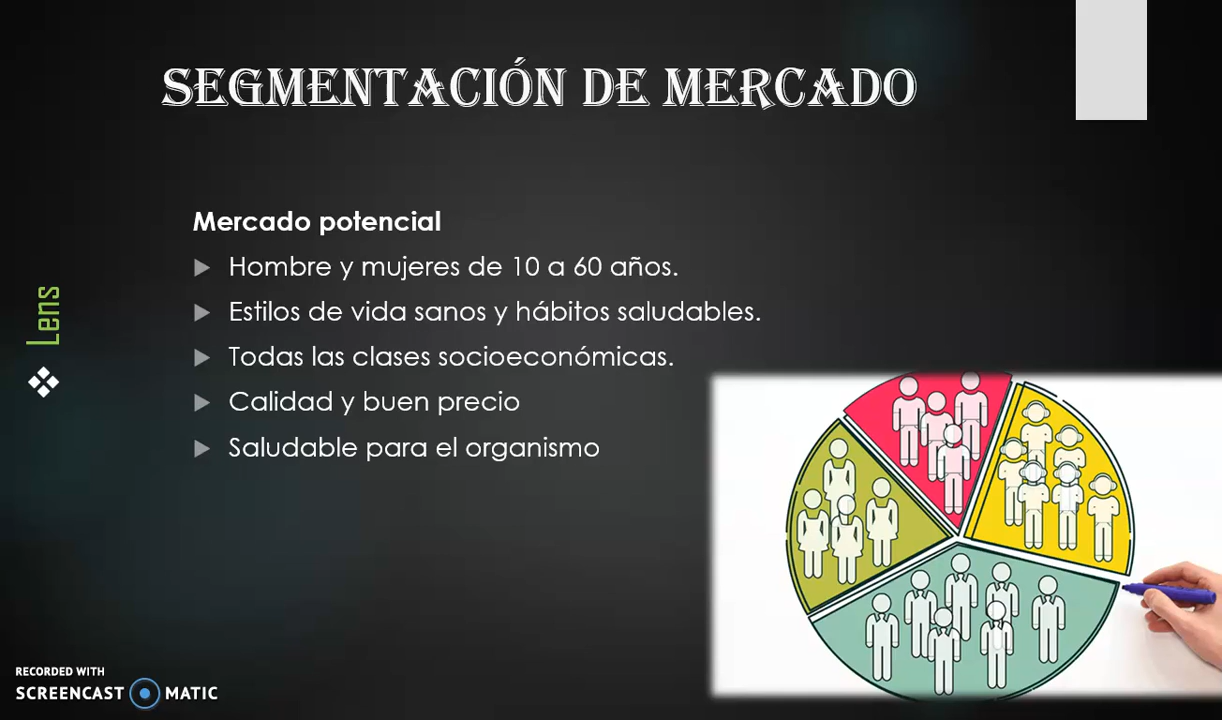 SEGMENTACIÓN DE MERCADO
Mercado potencial
Hombre y mujeres de 10 a 60 años.
Estilos de vida sanos y hábitos saludables.
Todas las clases socioeconómicas.
Calidad y buen precio
Saludable para el organismo
Lens
RECORDED WITH
SCREENCAST MATIC